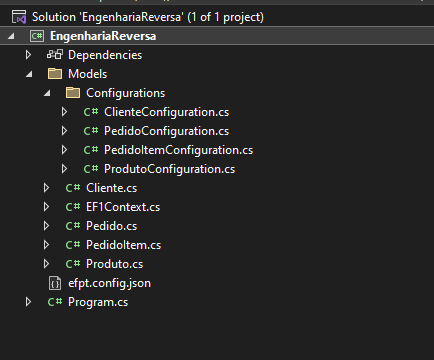 Solution 'EngenhariaReversa' (1 of 1 project)
C# EngenhariaReversa
Dependencies
Models
Configurations
C# ClienteConfiguration.cs
C# PedidoConfiguration.cs
C# PedidoItemConfiguration.cs
C# ProdutoConfiguration.cs
C# Cliente.cs
C# EF1Context.cs
C# Pedido.cs
C# PedidoItem.cs
C# Produto.cs
efpt.config.json
C# Program.cs